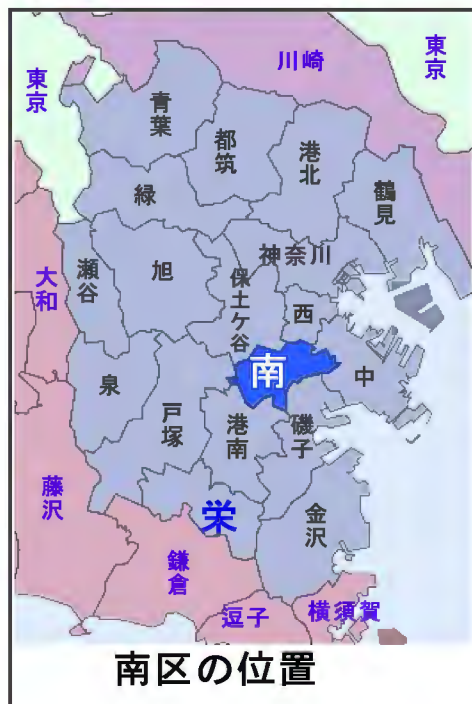 東京
川崎
東京
青葉
都筑
港北
鶴見
緑
神奈川
大和
瀬谷
旭
保土ケ谷
西
南
中
泉
戸塚
港南
磯子
藤沢
栄
金沢
鎌倉
逗子
横須賀
南区の位置